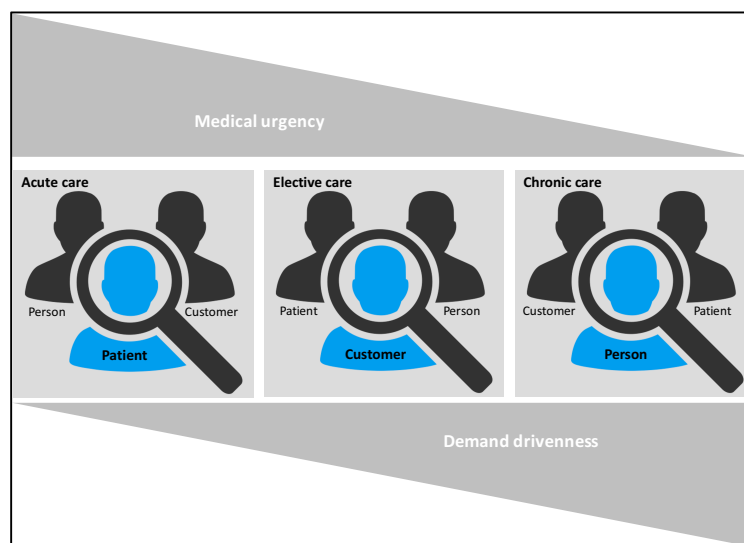 Medical urgency
Acute care
Person
Customer
Patient
Elective care
Patient
Person
Customer
Chronic care
Customer
Patient
Person
Demand drivenness